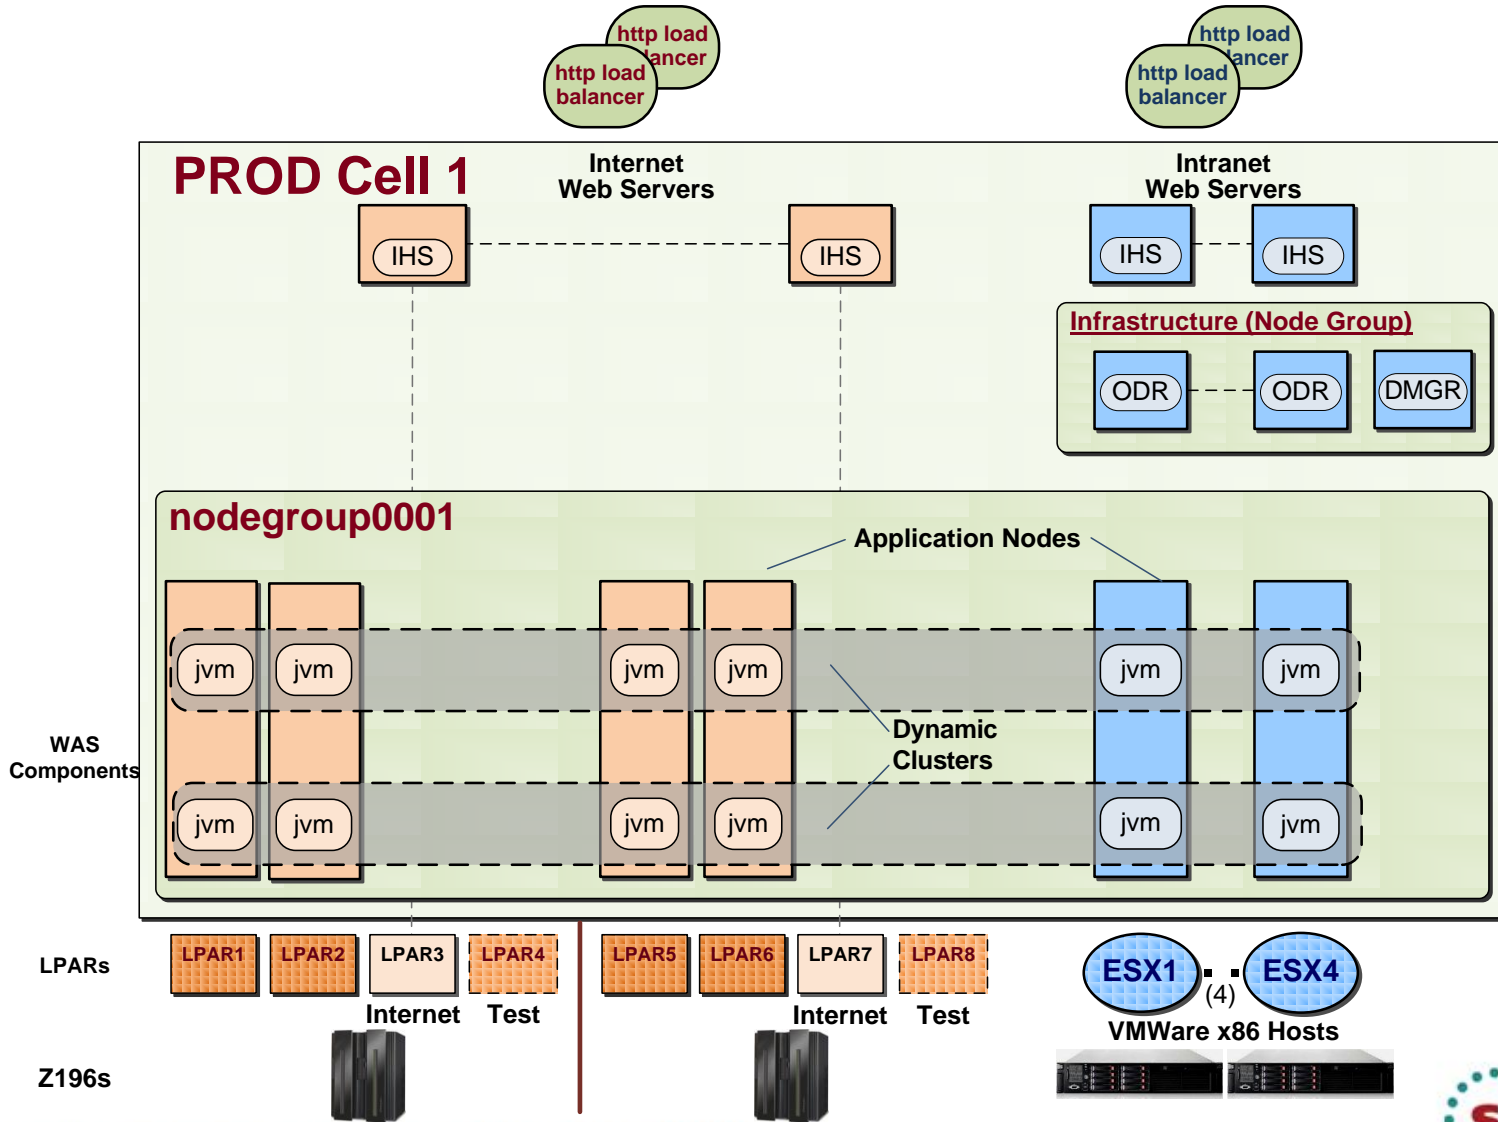 http load
balancer
http load
balancer
http load
balancer
http load
balancer
PROD Cell 1
Internet
Web Servers
Intranet
Web Servers
IHS
IHS
IHS
IHS
Infrastructure (Node Group)
ODR
ODR
DMGR
nodegroup0001
Application Nodes
jvm
jvm
jvm
jvm
jvm
jvm
Dynamic
Clusters
WAS
Components
jvm
jvm
jvm
jvm
jvm
jvm
LPARs
LPAR1
LPAR2
LPAR3
LPAR4
LPAR5
LPAR6
LPAR7
LPAR8
ESX1
(4)
ESX4
Internet
Test
Internet
Test
VMWare x86 Hosts
Z196s